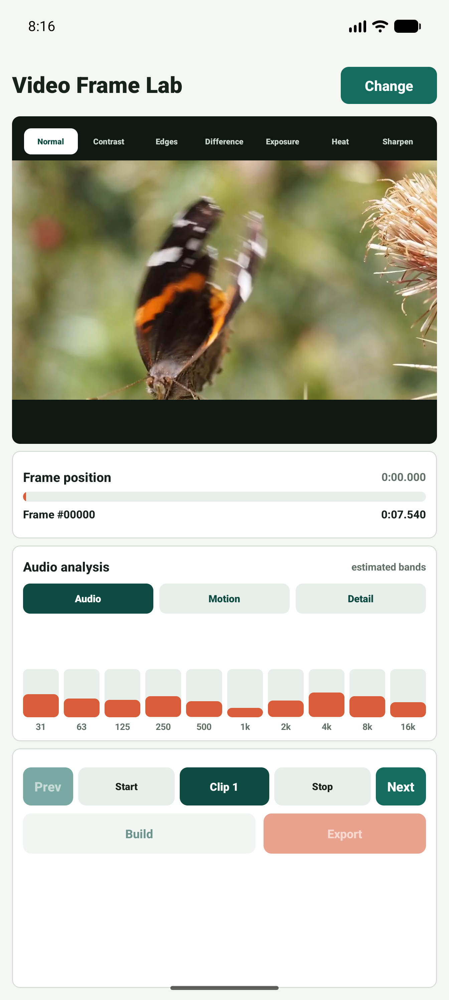 8:16
Video Frame Lab
Change
Normal Contrast Edges Difference Exposure Heat Sharpen
Frame position 0:00.000
Frame #00000 0:07.540
Audio analysis estimated bands
Audio Motion Detail
31 63 125 250 500 1k 2k 4k 8k 16k
Prev Start Clip 1 Stop Next
Build Export